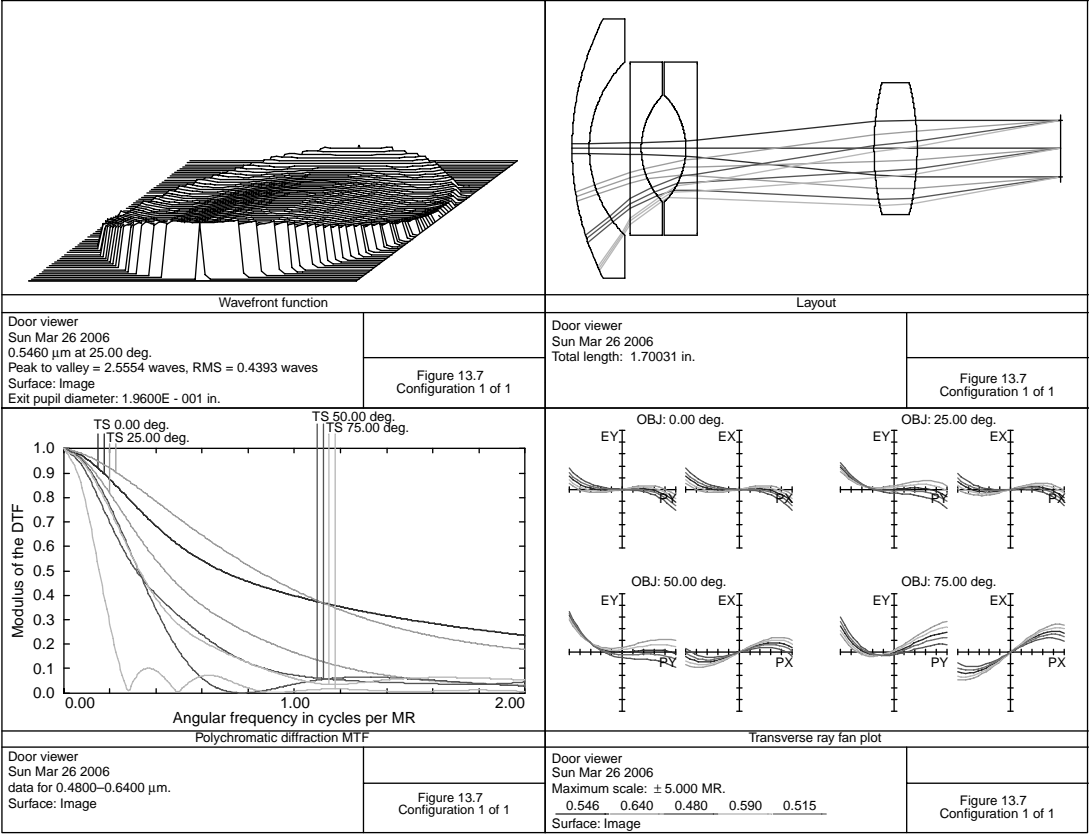 Wavefront function
Door viewer
Sun Mar 26 2006
0.5460 μm at 25.00 deg.
Peak to valley = 2.5554 waves, RMS = 0.4393 waves
Surface: Image
Exit pupil diameter: 1.9600E - 001 in.
Figure 13.7
Configuration 1 of 1
Layout
Door viewer
Sun Mar 26 2006
Total length: 1.70031 in.
Figure 13.7
Configuration 1 of 1
TS 0.00 deg.
TS 25.00 deg.
TS 50.00 deg.
TS 75.00 deg.
1.0
0.9
0.8
0.7
0.6
0.5
0.4
0.3
0.2
0.1
0.0
Modulus of the DTF
0.00 1.00 2.00
Angular frequency in cycles per MR
Polychromatic diffraction MTF
Door viewer
Sun Mar 26 2006
data for 0.4800–0.6400 μm.
Surface: Image
Figure 13.7
Configuration 1 of 1
OBJ: 0.00 deg.
EY EX
PY PX
OBJ: 25.00 deg.
EY EX
PY PX
OBJ: 50.00 deg.
EY EX
PY PX
OBJ: 75.00 deg.
EY EX
PY PX
Transverse ray fan plot
Door viewer
Sun Mar 26 2006
Maximum scale: ± 5.000 MR.
0.546 0.640 0.480 0.590 0.515
Surface: Image
Figure 13.7
Configuration 1 of 1